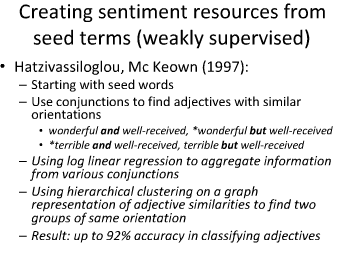 Creating sentiment resources from
seed terms (weakly supervised)
• Hatzivassiloglou, Mc Keown (1997):
– Starting with seed words
– Use conjunctions to find adjectives with similar
orientations
• wonderful and well-received, *wonderful but well-received
• *terrible and well-received, terrible but well-received
– Using log linear regression to aggregate information
from various conjunctions
– Using hierarchical clustering on a graph
representation of adjective similarities to find two
groups of same orientation
– Result: up to 92% accuracy in classifying adjectives